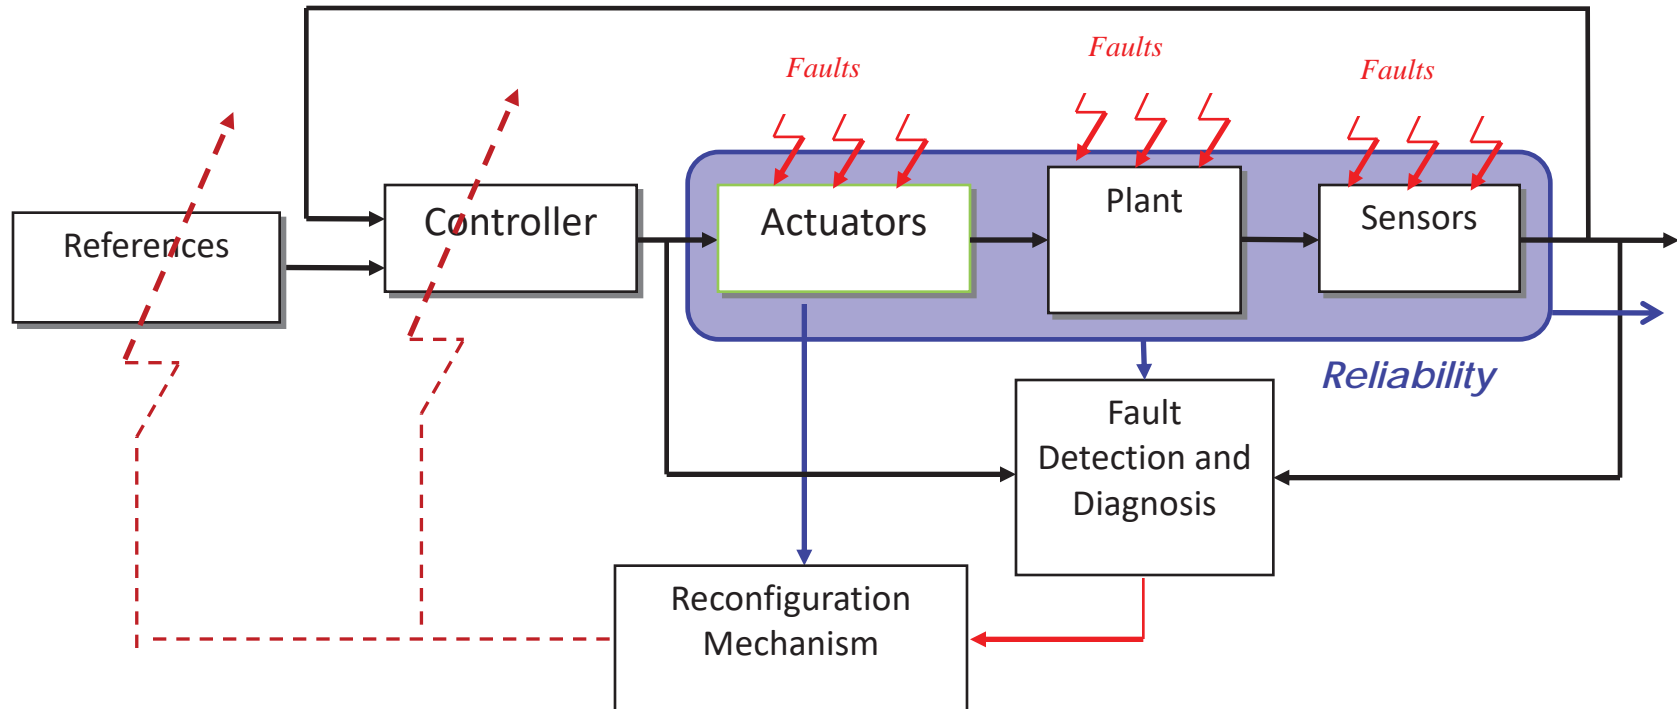 Faults
Faults
Faults
References
Controller
Actuators
Plant
Sensors
Reliability
Fault
Detection and
Diagnosis
Reconfiguration
Mechanism